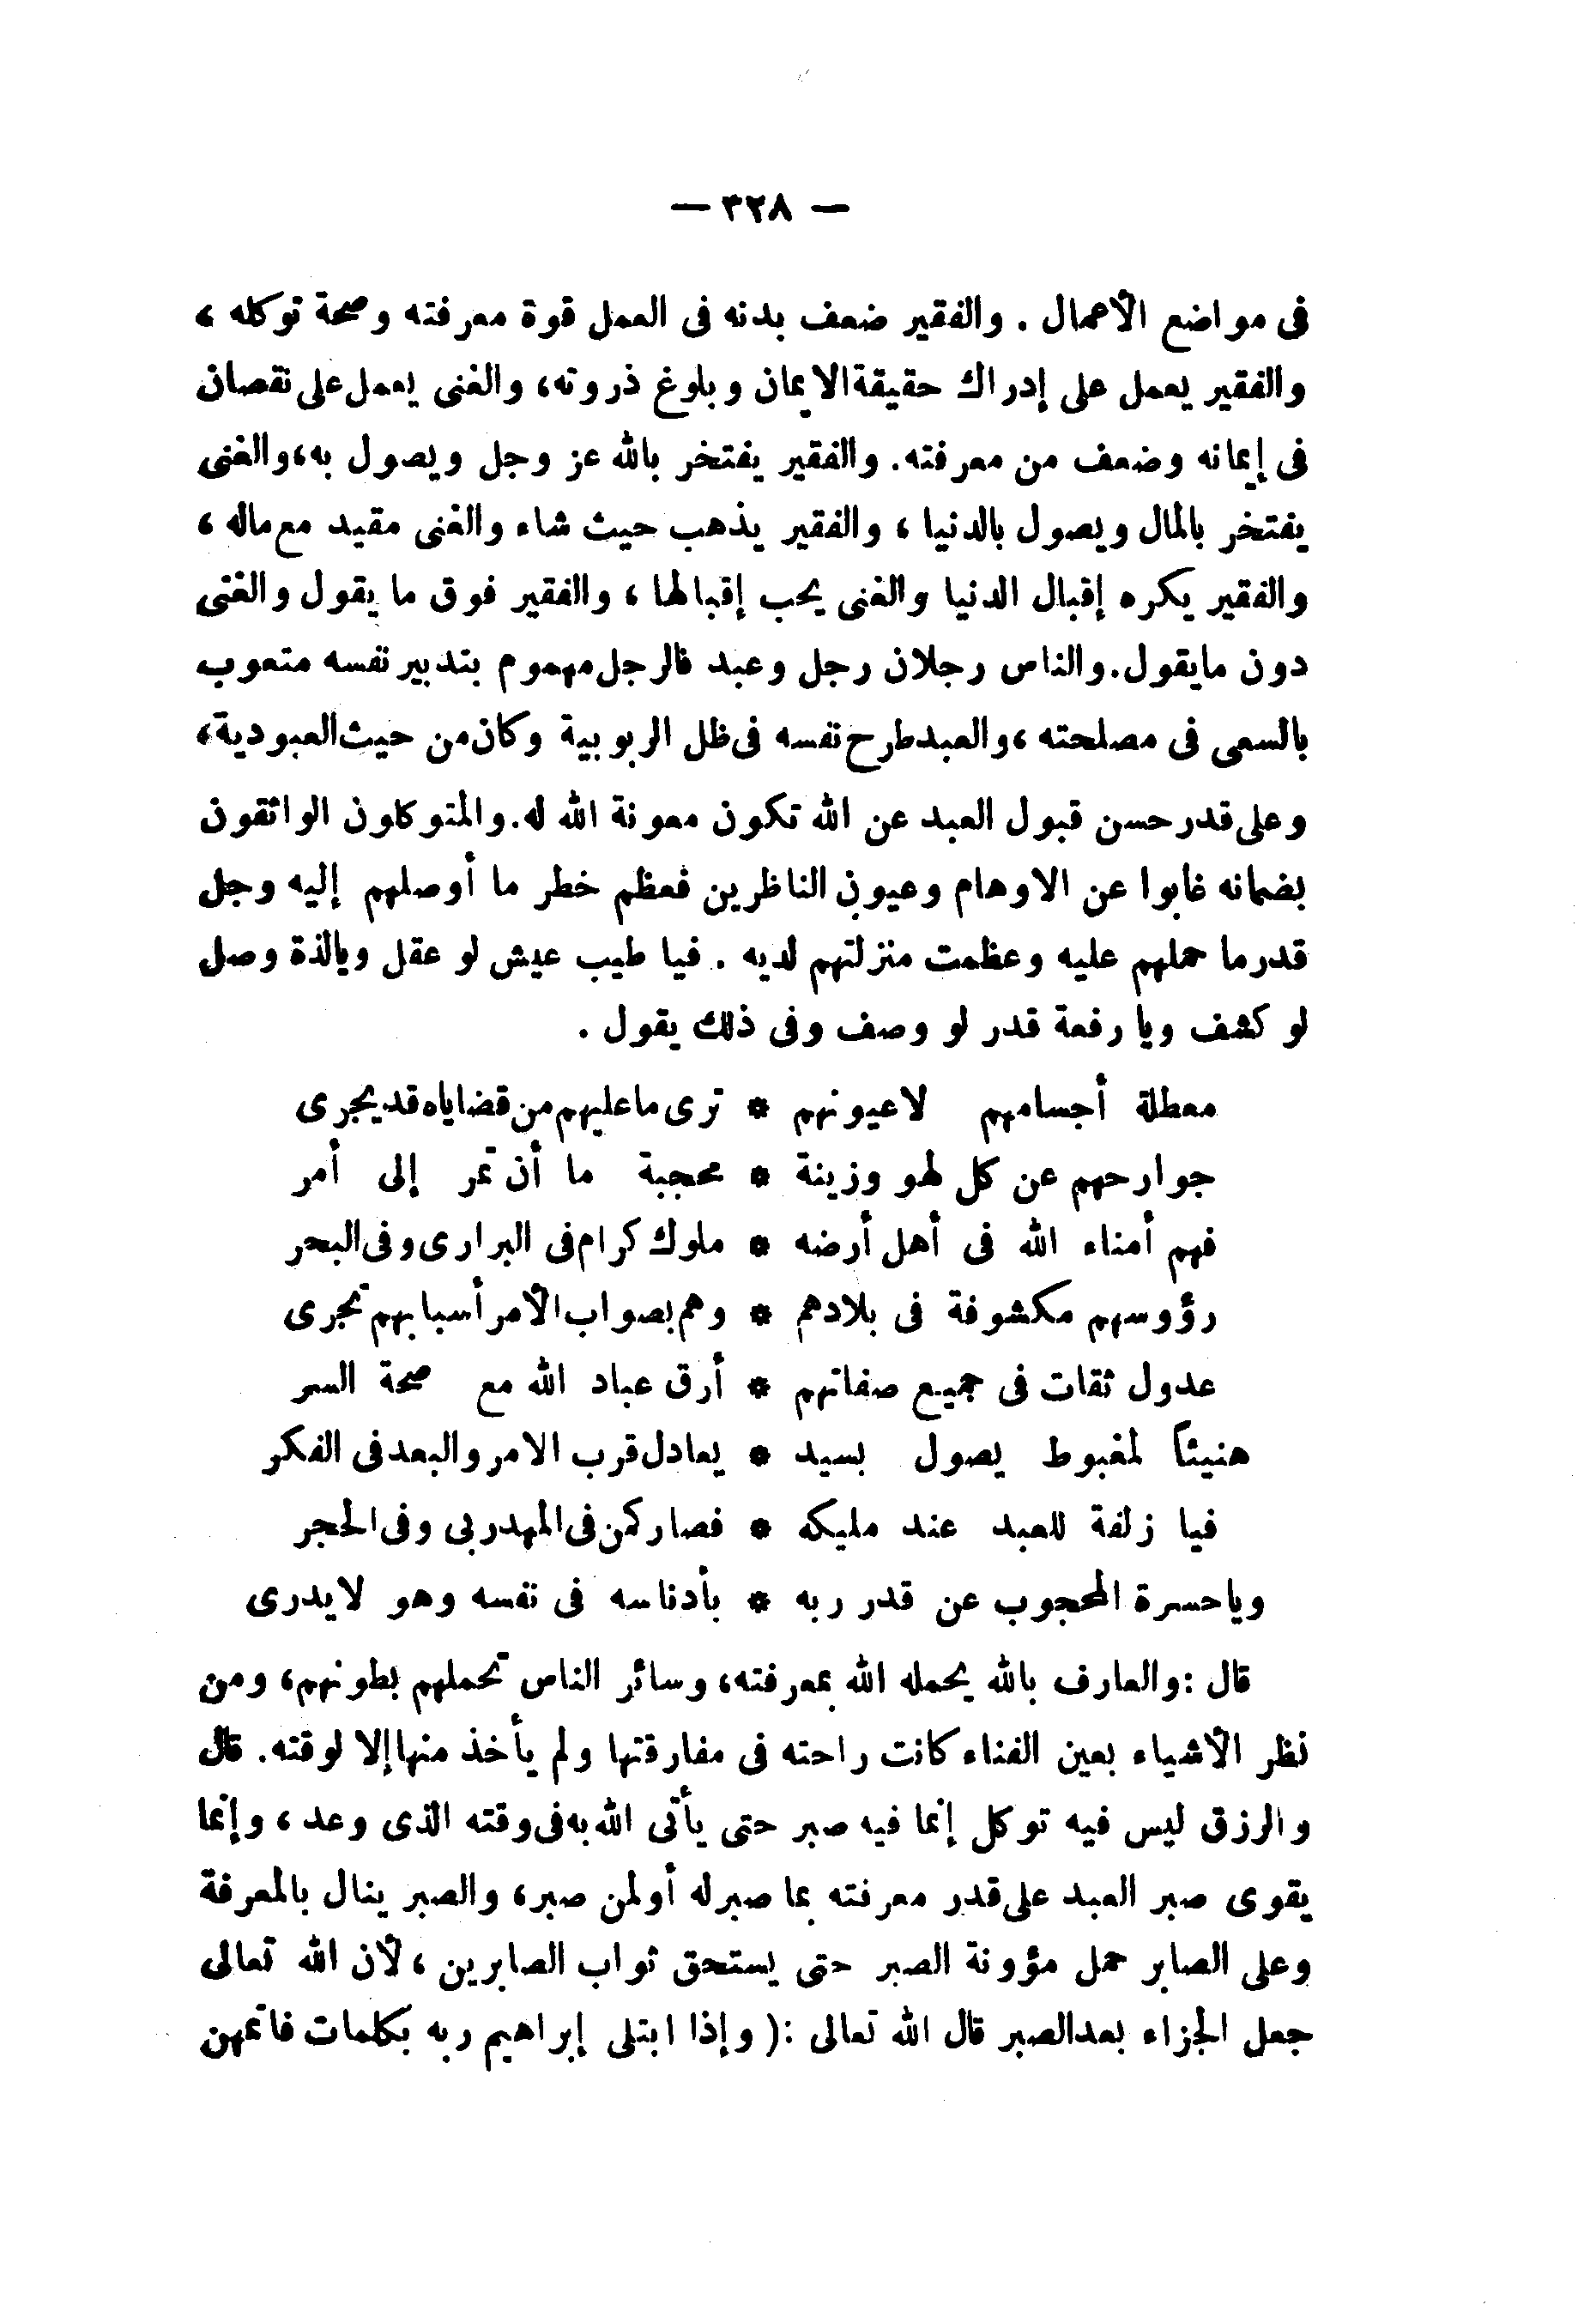 — ٣٢٨ —
فى مواضع الأعمال . والفقير ضعف بدنه فى العمل قوة معرفته وصحة توكله ،
والفقير يعمل على إدراك حقيقة الايمان وبلوغ ذروته، والغنى يعمل على نقصان
فى إيمانه وضعف من معرفته. والفقير يفتخر بالله عز وجل ويصول به، والغنى
يفتخر بالمال ويصول بالدنيا ، والفقير يذهب حيث شاء والغنى مقيد مع ماله ،
والفقير يكره إقبال الدنيا والغنى يحب إقبالها ، والفقير فوق ما يقول والغنى
دون مايقول. والناس رجلان رجل وعبد فالرجل مهموم بتدبير نفسه متعوب
بالسعى فى مصلحته ، والعبد طرح نفسه فى ظل الربوبية وكان من حيث العبودية،
وعلى قدر حسن قبول العبد عن الله تكون معونة الله له. والمتوكلون الواثقون
بضمانه غابوا عن الاوهام وعيون الناظرين فعظم خطر ما أوصلهم إليه وجل
قدر ما حملهم عليه وعظمت منزلتهم لديه . فيا طيب عيش لو عقل ويالذة وصل
لو كشف ويا رفعة قدر لو وصف وفى ذلك يقول .
معطلة أجسامهم لاعيونهم * ترى ما عليهم من قضاياه قد يجرى
جوارحهم عن كل لهو وزينة * محجبة ما أن تمر إلى أمر
فهم أمناء الله فى أهل أرضه * ملوك كرام فى البرارى وفى البحر
رؤوسهم مكشوفة فى بلادهم * وهم بصواب الأمر أسبابهم تجرى
عدول ثقات فى جميع صفاتهم * أرق عباد الله مع صحة السر
هنيئاً لمغبوط يصول بسيد * يعادل قرب الامر والبعد فى الفكر
فيا زلفة للعبد عند مليكه * فصار كمن فى المهد ربى وفى الحجر
وياحسرة المحجوب عن قدر ربه * بأدناسه فى نفسه وهو لايدرى
قال : والعارف بالله يحمله الله بمعرفته، وسائر الناس تحملهم بطونهم، ومن
نظر الأشياء بعين الفناء كانت راحته فى مفارقتها ولم يأخذ منها إلا لوقته. قال
والرزق ليس فيه توكل إنما فيه صبر حتى يأتى الله به فى وقته الذى وعد ، وإنما
يقوى صبر العبد على قدر معرفته بما صبر له أو لمن صبر، والصبر ينال بالمعرفة
وعلى الصابر حمل مؤونة الصبر حتى يستحق ثواب الصابرين ، لأن الله تعالى
جعل الجزاء بعد الصبر قال الله تعالى :( وإذا ابتلى إبراهيم ربه بكلمات فاتمهن